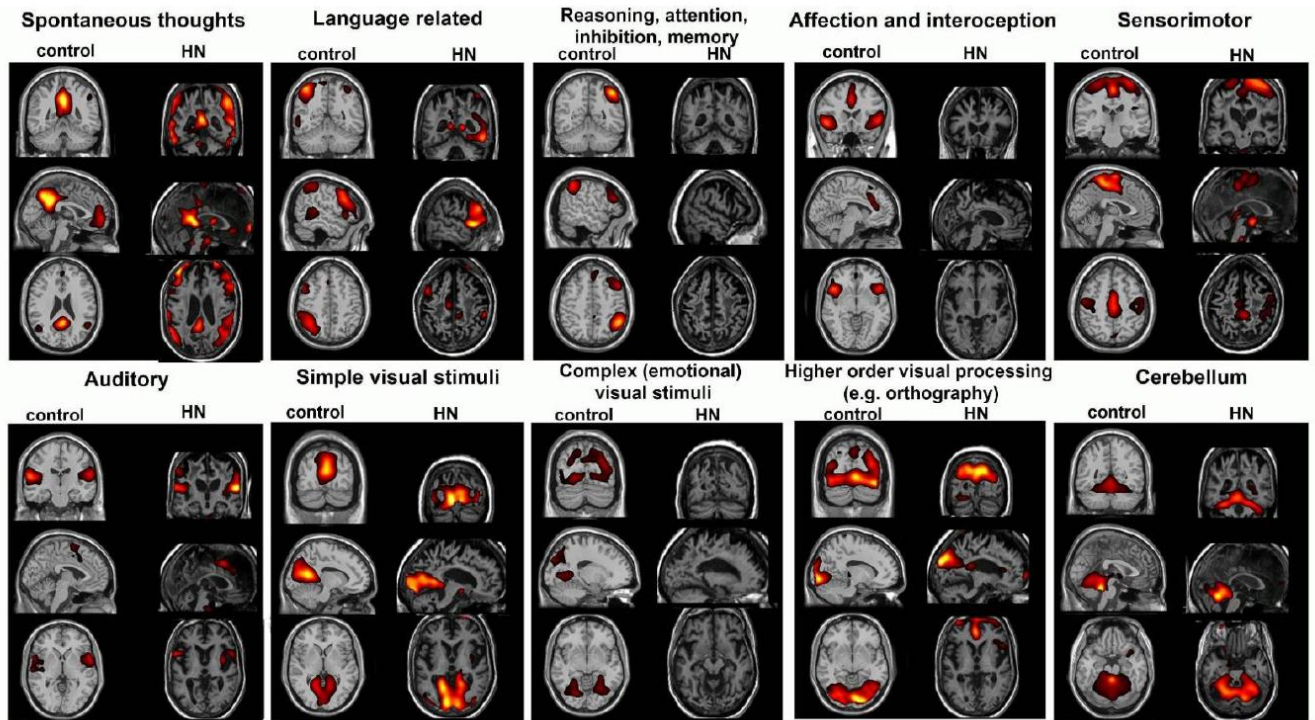 Spontaneous thoughts
control HN
Language related
control HN
Reasoning, attention,
inhibition, memory
control HN
Affection and interoception
control HN
Sensorimotor
control HN
Auditory
control HN
Simple visual stimuli
control HN
Complex (emotional)
visual stimuli
control HN
Higher order visual processing
(e.g. orthography)
control HN
Cerebellum
control HN